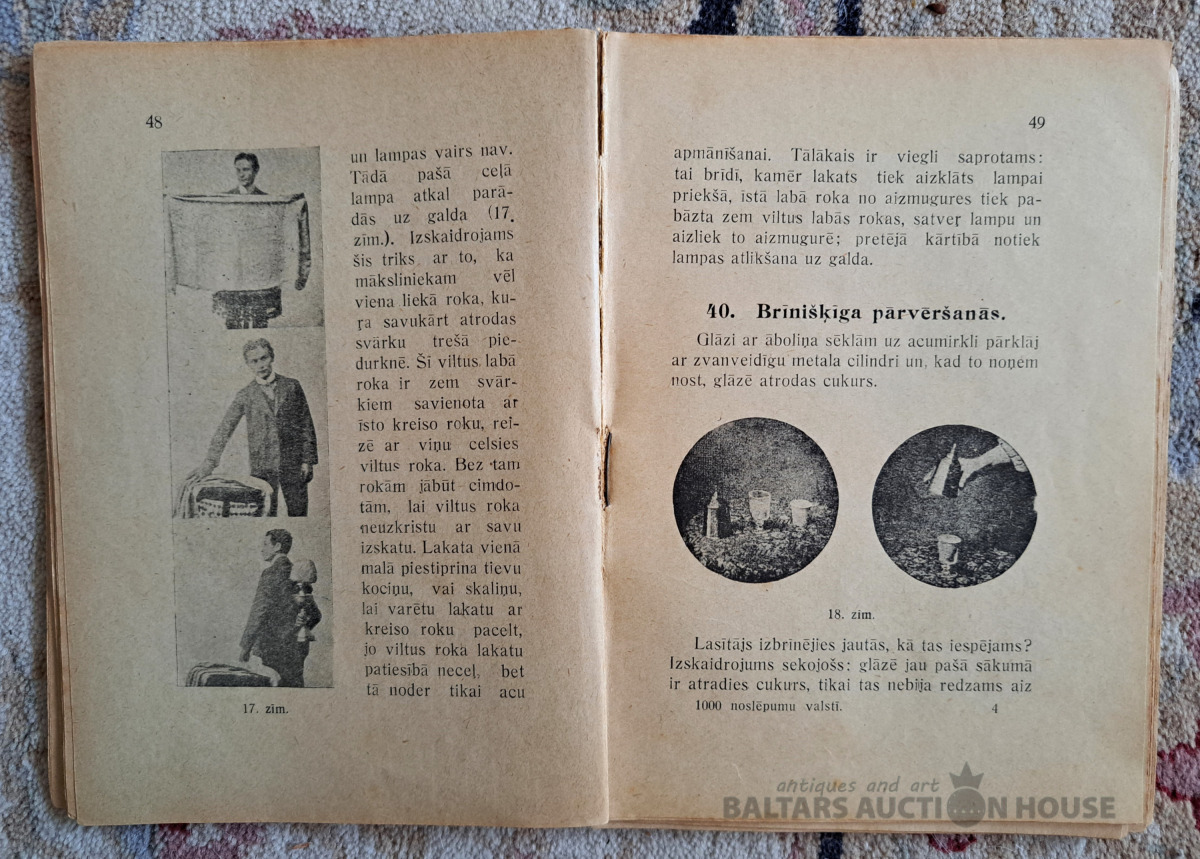 48
un lampas vairs nav.
Tādā pašā ceļā
lampa atkal parā-
dās uz galda (17.
zīm.). Izskaidrojams
šis triks ar to, ka
māksliniekam vēl
viena liekā roka, ku-
ŗa savukārt atrodas
svārku trešā pie-
durknē. Šī viltus labā
roka ir zem svār-
kiem savienota ar
īsto kreiso roku, reī-
zē ar viņu celsies
viltus roka. Bez tam
rokām jābūt cimdo-
tām, lai viltus roka
neuzkristu ar savu
izskatu. Lakata vienā
malā piestiprina tievu
kociņu, vai skaliņu,
lai varētu lakatu ar
kreiso roku pacelt,
jo viltus roka lakatu
patiesībā neceļ, bet
tā noder tikai acu
17. zīm.
49
apmānīšanai. Tālākais ir viegli saprotams:
tai brīdī, kamēr lakats tiek aizklāts lampai
priekšā, īstā labā roka no aizmugures tiek pa-
bāzta zem viltus labās rokas, satveŗ lampu un
aizliek to aizmugurē; pretējā kārtībā notiek
lampas atlikšana uz galda.
40. Brīnišķīga pārvēršanās.
Glāzi ar āboliņa sēklām uz acumirkli pārklāj
ar zvanveidīgu metala cilindri un, kad to noņem
nost, glāzē atrodas cukurs.
18. zīm.
Lasītājs izbrīnējies jautās, kā tas iespējams?
Izskaidrojums sekojošs: glāzē jau pašā sākumā
ir atradies cukurs, tikai tas nebija redzams aiz
1000 noslēpumu valstī. 4
antiques and art
BALTARS AUCTION HOUSE